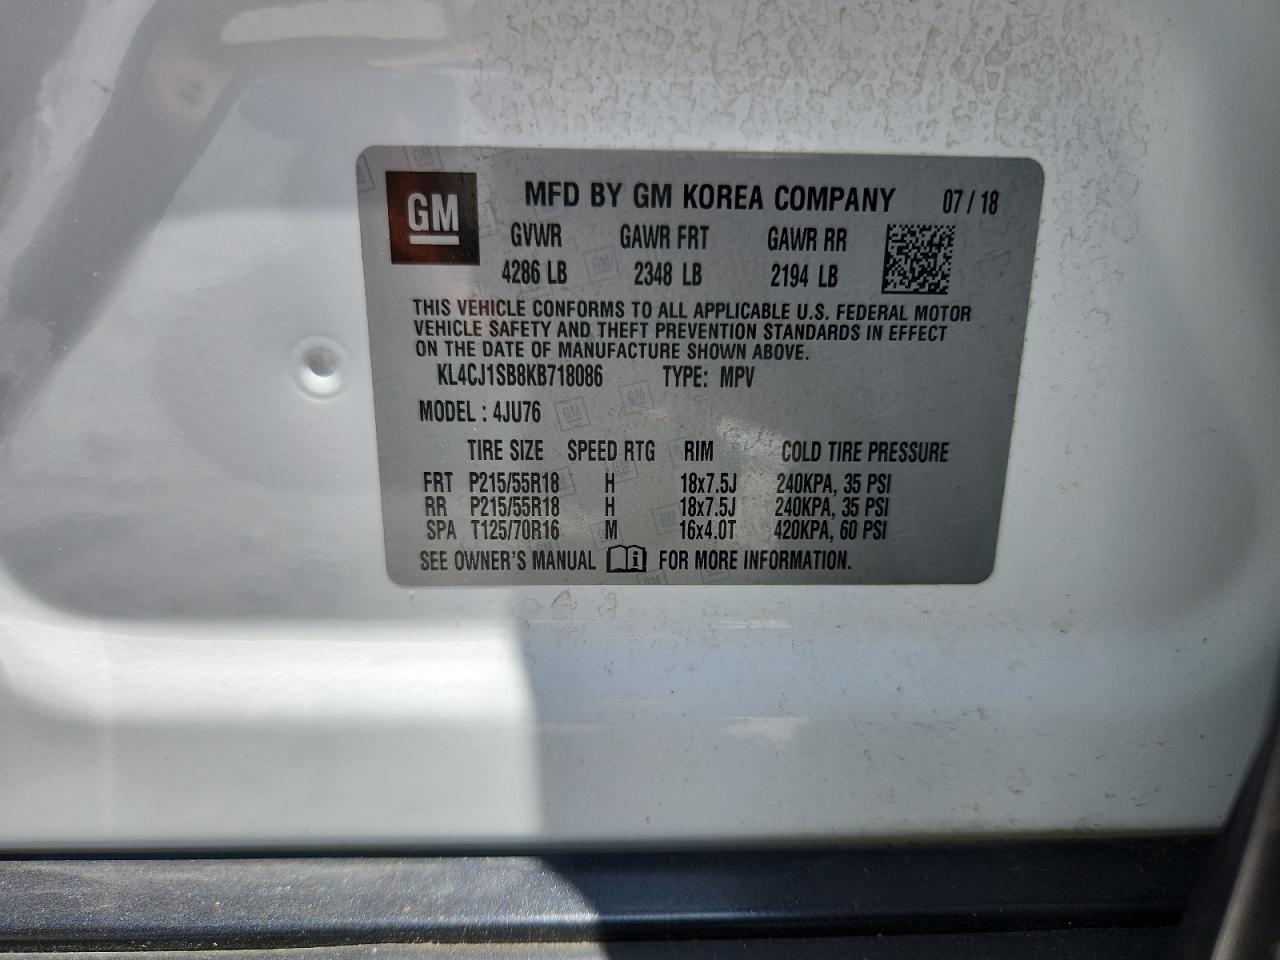 GM MFD BY GM KOREA COMPANY 07 / 18
GVWR GAWR FRT GAWR RR
4286 LB 2348 LB 2194 LB
THIS VEHICLE CONFORMS TO ALL APPLICABLE U.S. FEDERAL MOTOR
VEHICLE SAFETY AND THEFT PREVENTION STANDARDS IN EFFECT
ON THE DATE OF MANUFACTURE SHOWN ABOVE.
KL4CJ1SB8KB718086 TYPE: MPV
MODEL : 4JU76
TIRE SIZE SPEED RTG RIM COLD TIRE PRESSURE
FRT P215/55R18 H 18x7.5J 240KPA, 35 PSI
RR P215/55R18 H 18x7.5J 240KPA, 35 PSI
SPA T125/70R16 M 16x4.0T 420KPA, 60 PSI
SEE OWNER'S MANUAL FOR MORE INFORMATION.